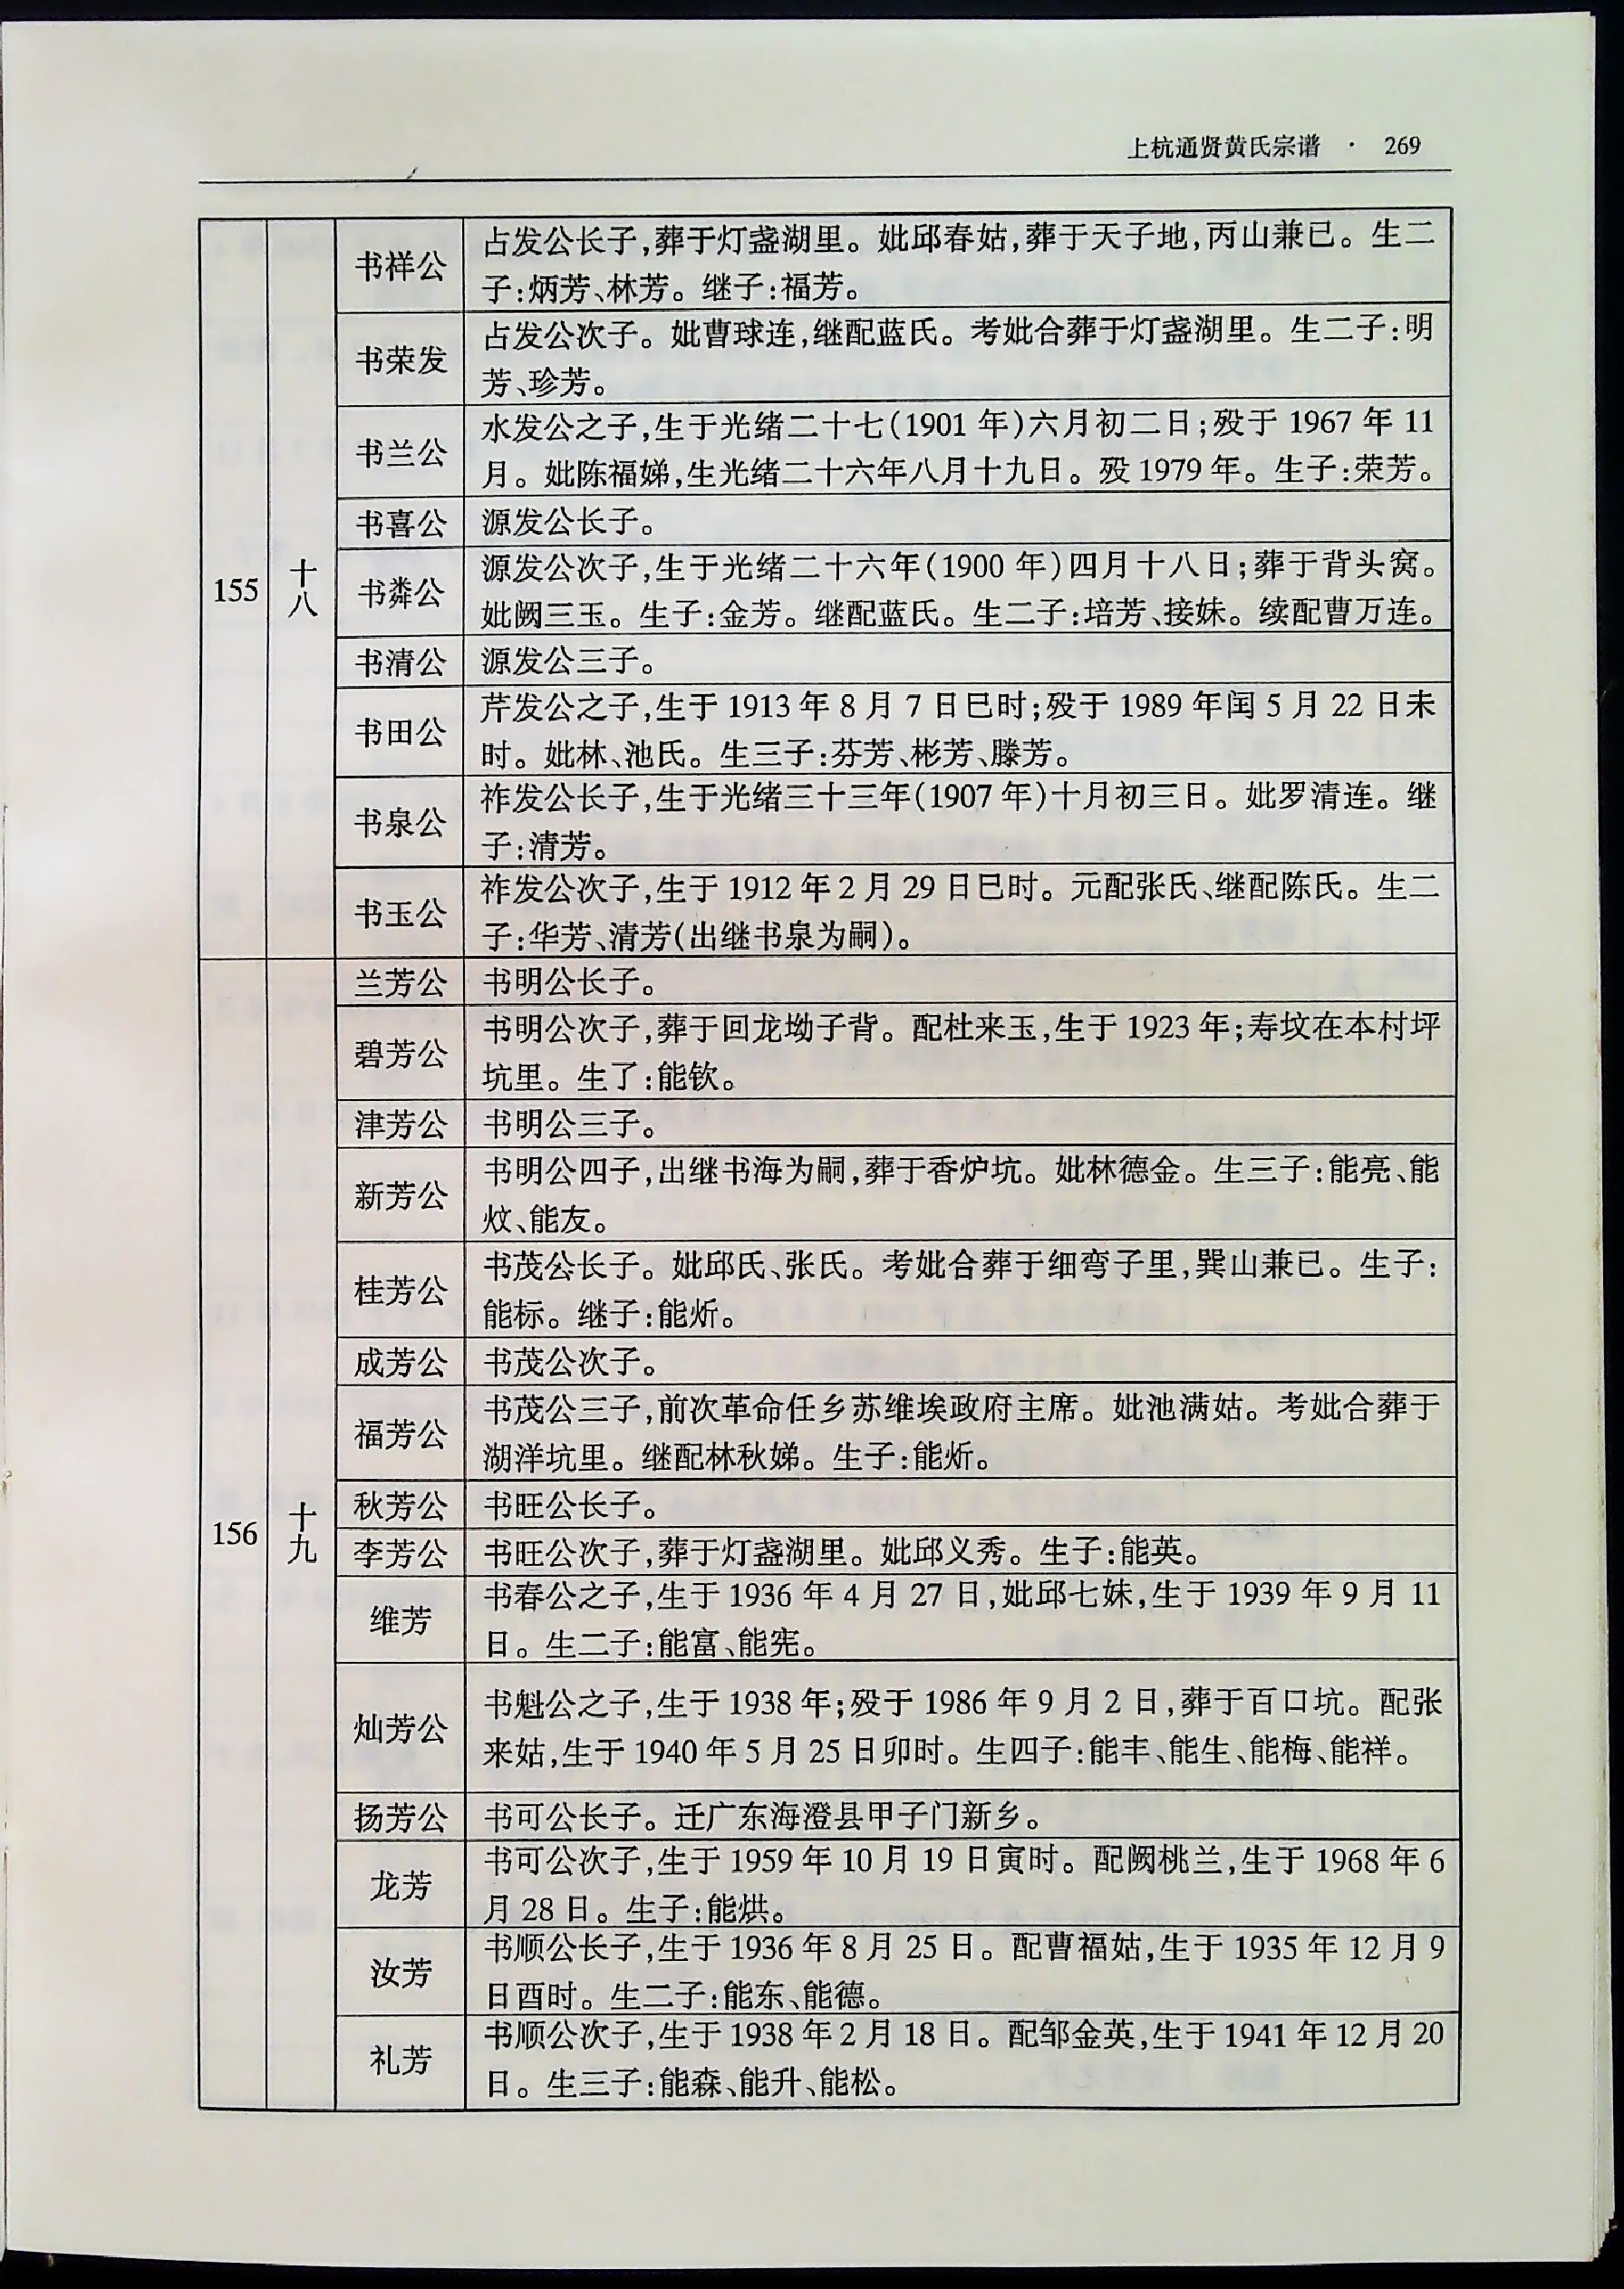 上杭通贤黄氏宗谱 · 269
155
十八
书祥公
占发公长子,葬于灯盏湖里。妣邱春姑,葬于天子地,丙山兼巳。生二
子:炳芳、林芳。继子:福芳。
书荣发
占发公次子。妣曹球连,继配蓝氏。考妣合葬于灯盏湖里。生二子:明
芳、珍芳。
书兰公
水发公之子,生于光绪二十七(1901 年)六月初二日;殁于 1967 年 11
月。妣陈福娣,生光绪二十六年八月十九日。殁 1979 年。生子:荣芳。
书喜公
源发公长子。
书粦公
源发公次子,生于光绪二十六年(1900 年)四月十八日;葬于背头窝。
妣阙三玉。生子:金芳。继配蓝氏。生二子:培芳、接妹。续配曹万连。
书清公
源发公三子。
书田公
芹发公之子,生于 1913 年 8 月 7 日巳时;殁于 1989 年闰 5 月 22 日未
时。妣林、池氏。生三子:芬芳、彬芳、滕芳。
书泉公
祚发公长子,生于光绪三十三年(1907 年)十月初三日。妣罗清连。继
子:清芳。
书玉公
祚发公次子,生于 1912 年 2 月 29 日巳时。元配张氏、继配陈氏。生二
子:华芳、清芳(出继书泉为嗣)。
156
十九
兰芳公
书明公长子。
碧芳公
书明公次子,葬于回龙坳子背。配杜来玉,生于 1923 年;寿坟在本村坪
坑里。生了:能钦。
津芳公
书明公三子。
新芳公
书明公四子,出继书海为嗣,葬于香炉坑。妣林德金。生三子:能亮、能
炆、能友。
桂芳公
书茂公长子。妣邱氏、张氏。考妣合葬于细弯子里,巽山兼巳。生子:
能标。继子:能炘。
成芳公
书茂公次子。
福芳公
书茂公三子,前次革命任乡苏维埃政府主席。妣池满姑。考妣合葬于
湖洋坑里。继配林秋娣。生子:能炘。
秋芳公
书旺公长子。
李芳公
书旺公次子,葬于灯盏湖里。妣邱义秀。生子:能英。
维芳
书春公之子,生于 1936 年 4 月 27 日,妣邱七妹,生于 1939 年 9 月 11
日。生二子:能富、能宪。
灿芳公
书魁公之子,生于 1938 年;殁于 1986 年 9 月 2 日,葬于百口坑。配张
来姑,生于 1940 年 5 月 25 日卯时。生四子:能丰、能生、能梅、能祥。
扬芳公
书可公长子。迁广东海澄县甲子门新乡。
龙芳
书可公次子,生于 1959 年 10 月 19 日寅时。配阙桃兰,生于 1968 年 6
月 28 日。生子:能烘。
汝芳
书顺公长子,生于 1936 年 8 月 25 日。配曹福姑,生于 1935 年 12 月 9
日酉时。生二子:能东、能德。
礼芳
书顺公次子,生于 1938 年 2 月 18 日。配邹金英,生于 1941 年 12 月 20
日。生三子:能森、能升、能松。